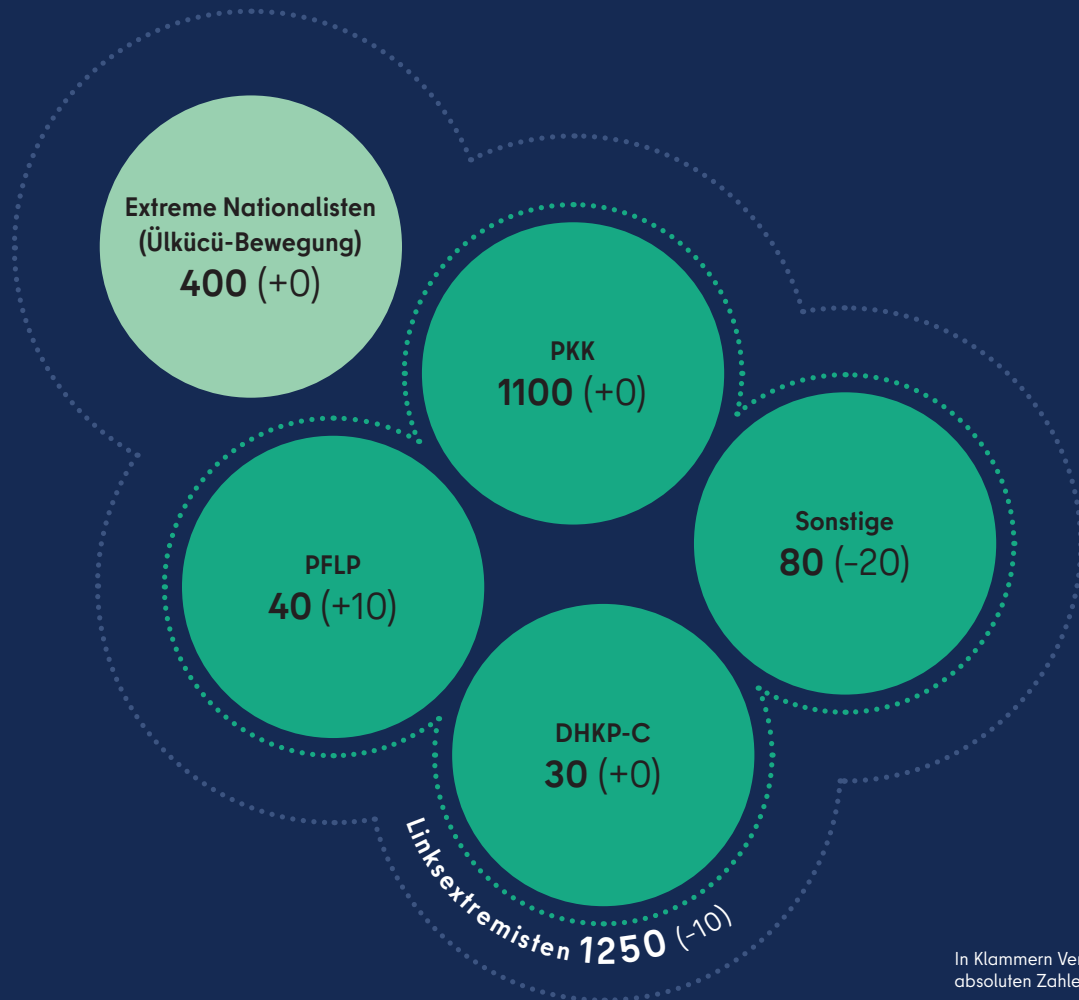 Extreme Nationalisten
(Ülkücü-Bewegung)
400 (+0)
PKK
1100 (+0)
Sonstige
80 (-20)
PFLP
40 (+10)
DHKP-C
30 (+0)
Linksextremisten 1250 (-10)
In Klammern
absoluten